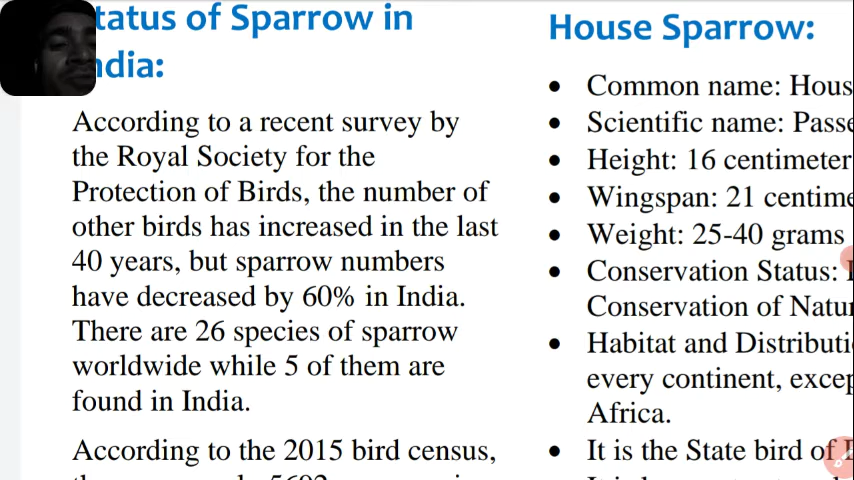 tatus of Sparrow in
ndia:
According to a recent survey by
the Royal Society for the
Protection of Birds, the number of
other birds has increased in the last
40 years, but sparrow numbers
have decreased by 60% in India.
There are 26 species of sparrow
worldwide while 5 of them are
found in India.
According to the 2015 bird census,
House Sparrow:
• Common name: Hous
• Scientific name: Passe
• Height: 16 centimeter
• Wingspan: 21 centime
• Weight: 25-40 grams
• Conservation Status:
Conservation of Natu
• Habitat and Distributi
every continent, excep
Africa.
• It is the State bird of